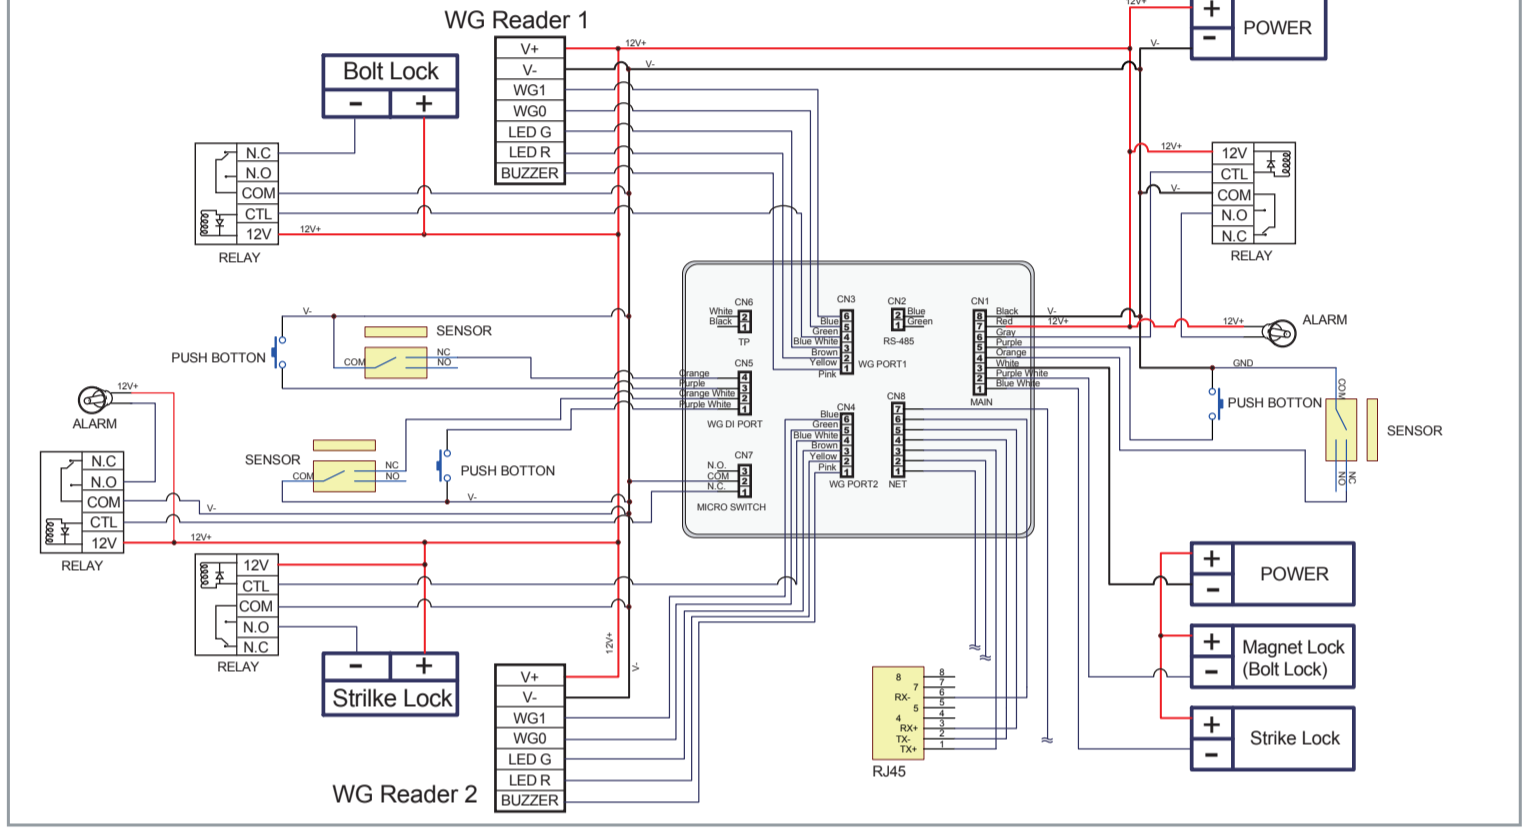 WG Reader 1
V+
V-
WG1
WG0
LED G
LED R
BUZZER
12V+
V-
12V+
V-
+
-
POWER
Bolt Lock
-
+
N.C
N.O
COM
CTL
12V
12V+
RELAY
12V+
V-
12V
CTL
COM
N.O
N.C
RELAY
V-
SENSOR
PUSH BOTTON
COM
NC
NO
12V+
ALARM
SENSOR
COM
NC
NO
PUSH BOTTON
V-
N.C
N.O
COM
CTL
12V
V-
12V+
RELAY
12V
CTL
COM
N.O
N.C
RELAY
-
+
Strilke Lock
12V+
V-
V+
V-
WG1
WG0
LED G
LED R
BUZZER
WG Reader 2
CN6
White
Black
2
1
TP
CN3
Blue
Green
Blue White
Brown
Yellow
Pink
6
5
4
3
2
1
WG PORT1
CN2
2
1
Blue
Green
RS-485
CN1
8
7
6
5
4
3
2
1
Black
Red
Gray
Purple
Orange
White
Purple White
Blue White
MAIN
V-
12V+
CN5
Orange
Purple
Orange White
Purple White
4
3
2
1
WG DI PORT
CN4
Blue
Green
Blue White
Brown
Yellow
Pink
6
5
4
3
2
1
WG PORT2
CN8
7
6
5
4
3
2
1
NET
CN7
N.O.
COM
N.C.
3
2
1
MICRO SWITCH
12V+
ALARM
GND
PUSH BOTTON
COM
NO
NC
SENSOR
+
-
POWER
+
-
Magnet Lock
(Bolt Lock)
+
-
Strike Lock
8
7
RX-
5
4
RX+
TX-
TX+
8
7
6
5
4
3
2
1
RJ45